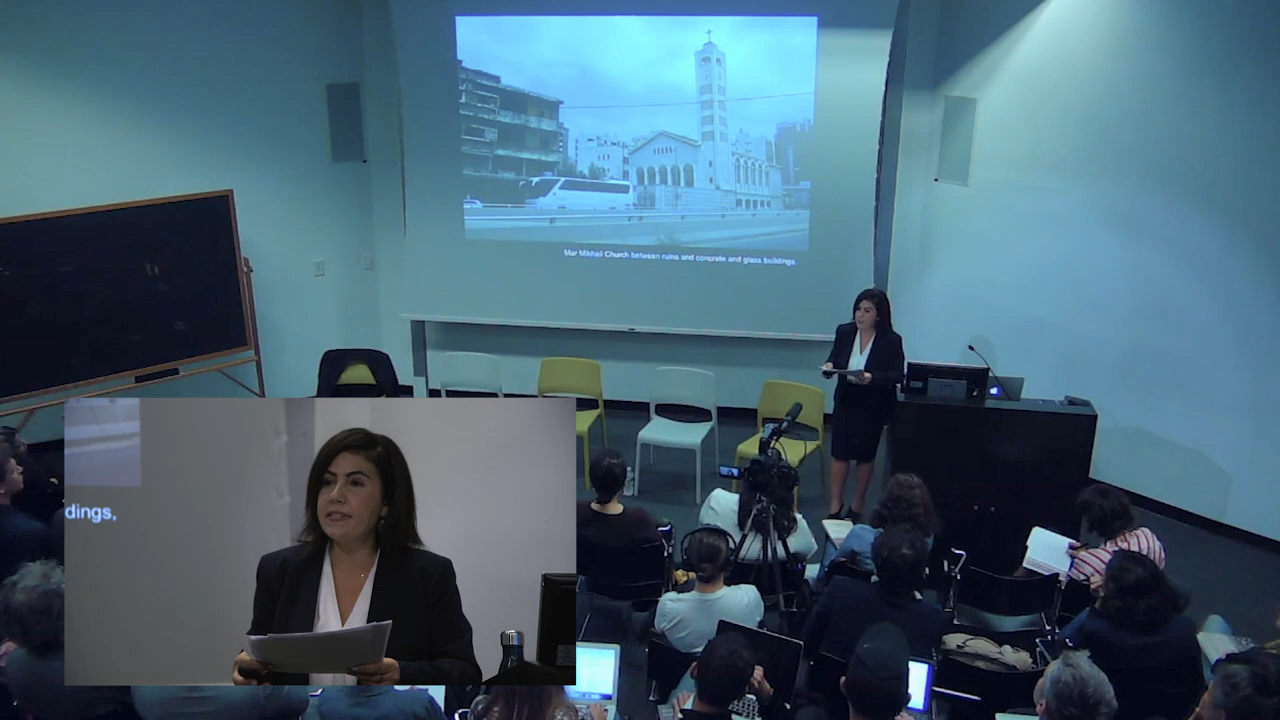 Mar Mikhail Church between ruins and concrete and glass buildings,
dings,